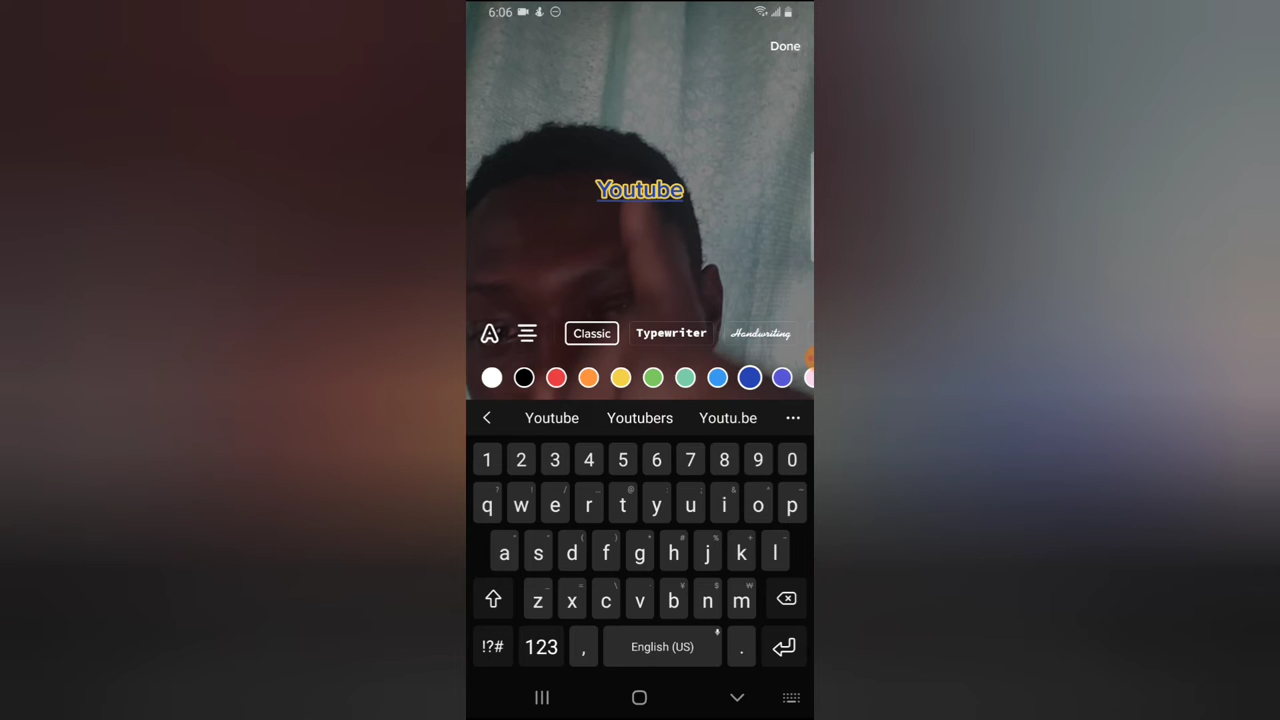 6:06
Done
Youtube
Classic Typewriter Handwriting
Youtube Youtubers Youtu.be ...
1 2 3 4 5 6 7 8 9 0
q w e r t y u i o p
a s d f g h j k l
z x c v b n m
!?# 123 , English (US) .